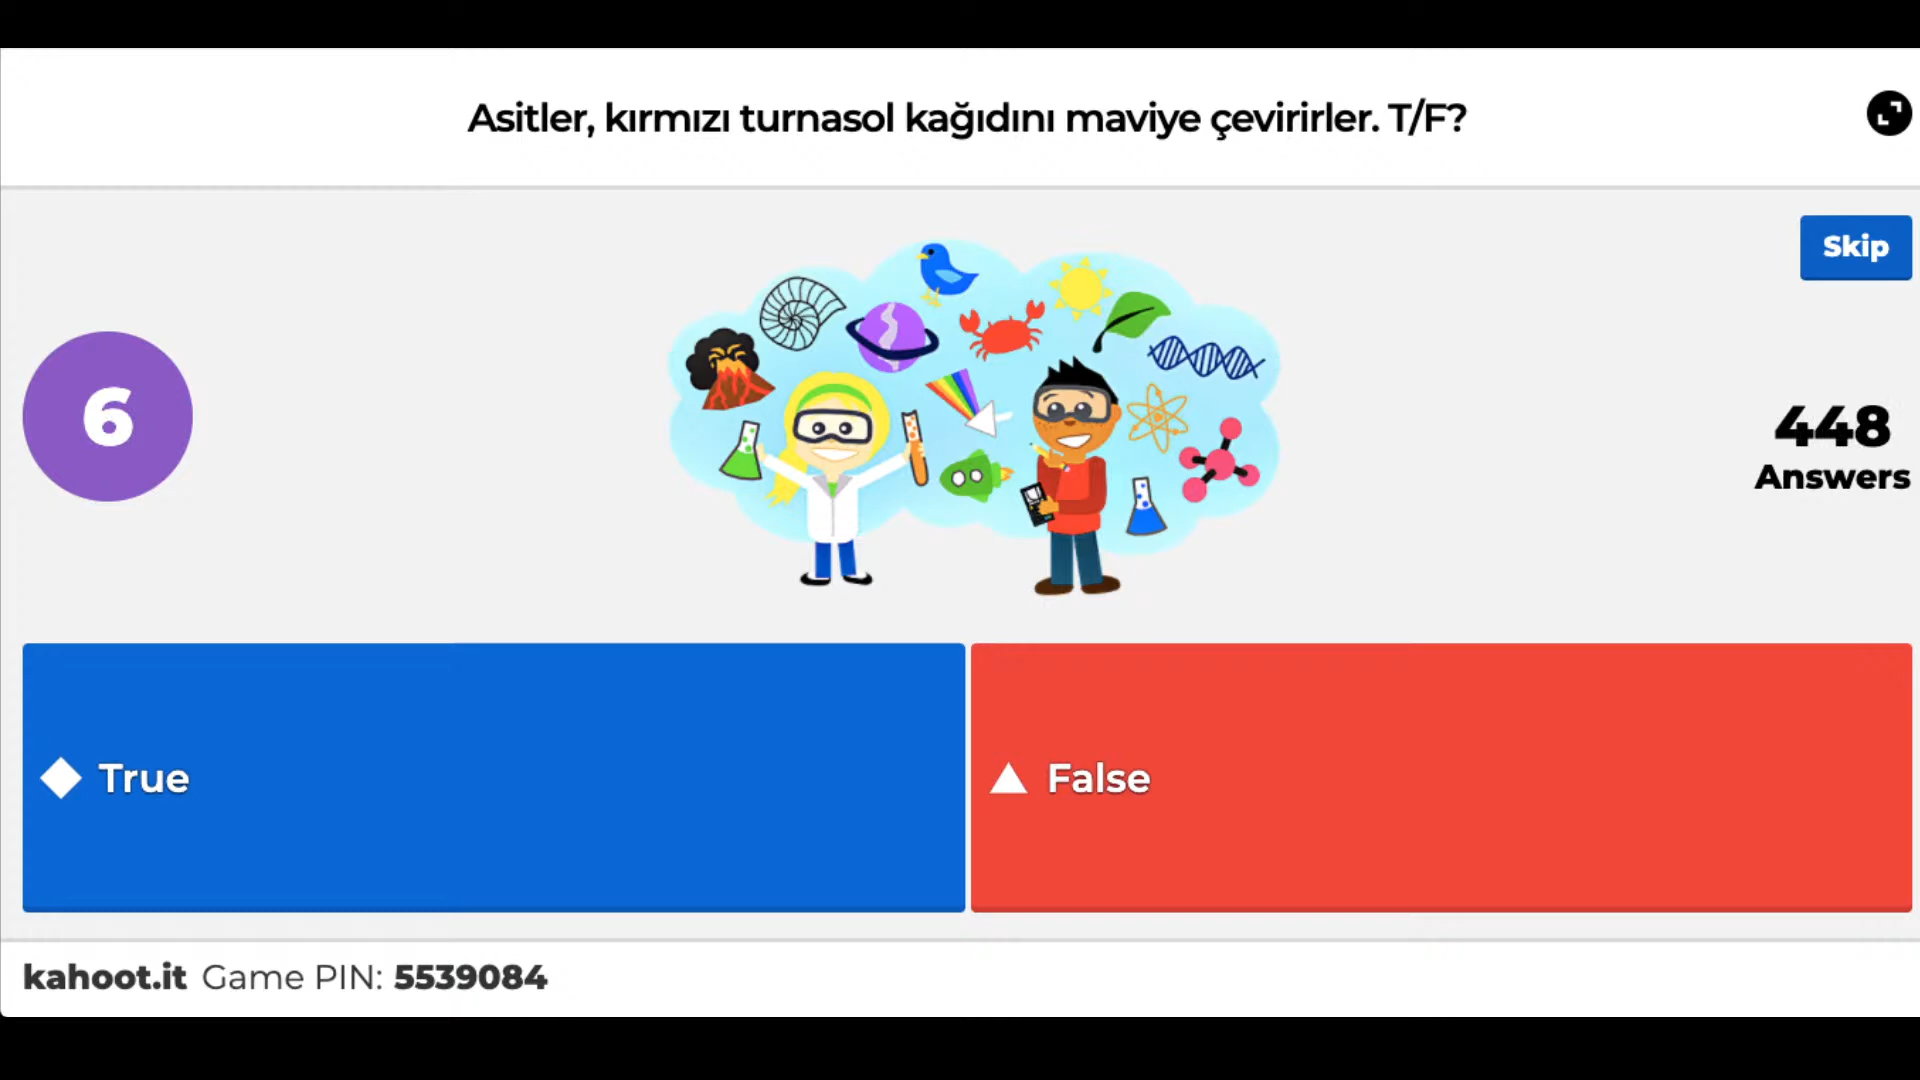 Asitler, kırmızı turnasol kağıdını maviye çevirirler. T/F?
Skip
6
448
Answers
True
False
kahoot.it Game PIN: 5539084